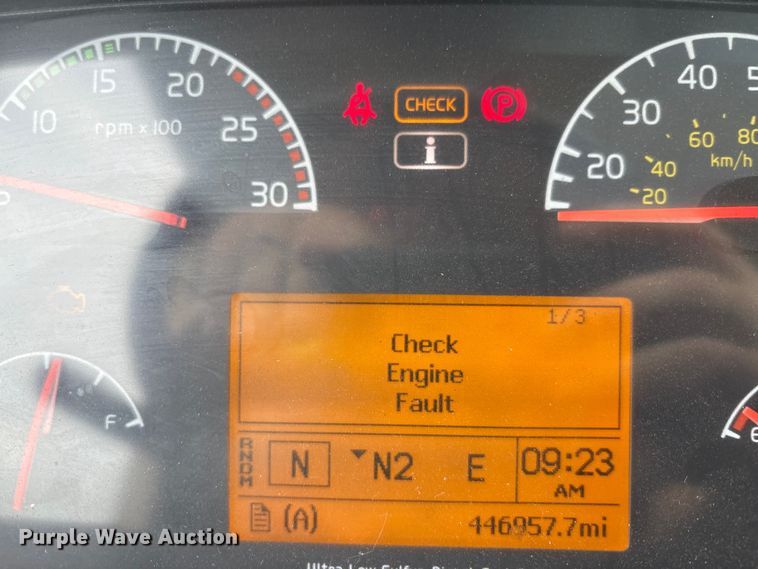 10
15
20
25
30
rpm x 100
CHECK
P
i
20
30
40
20
40
60
80
km/h
F
1/3
Check
Engine
Fault
RNDM
N
N2
E
09:23
AM
(A)
446957.7mi
Purple Wave Auction